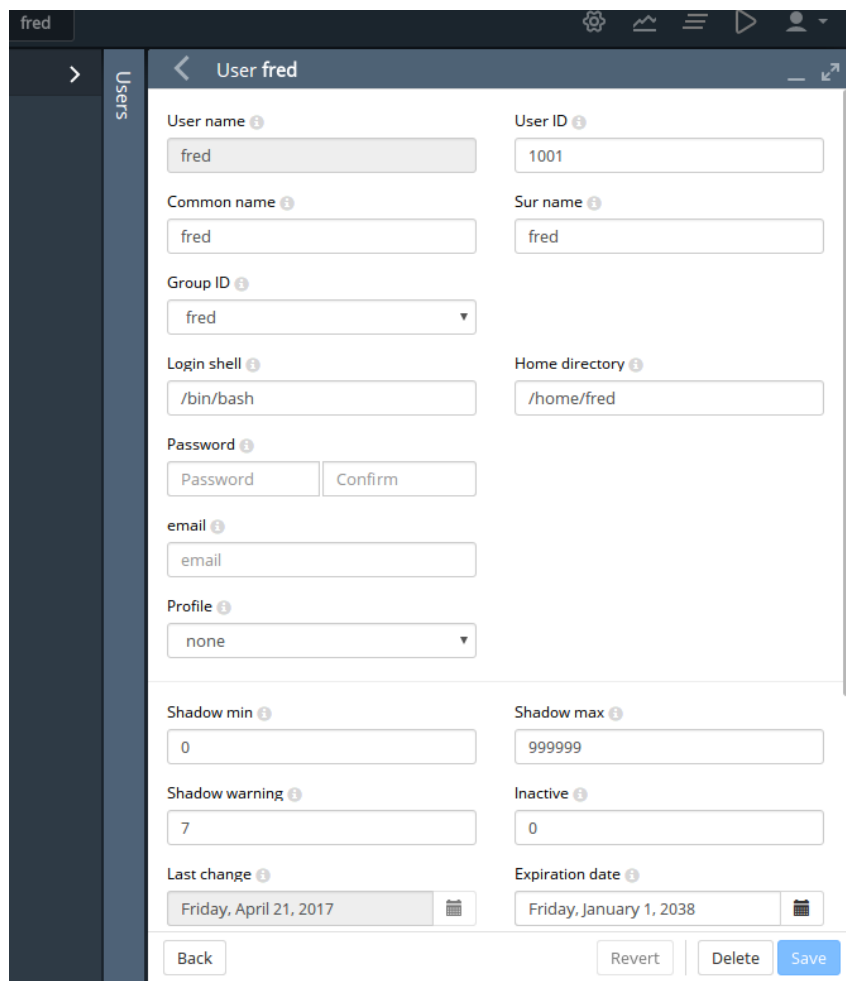 fred
Users
User fred
User name
User ID
fred
1001
Common name
Sur name
fred
fred
Group ID
fred
Login shell
Home directory
/bin/bash
/home/fred
Password
Password
Confirm
email
email
Profile
none
Shadow min
Shadow max
0
999999
Shadow warning
Inactive
7
0
Last change
Expiration date
Friday, April 21, 2017
Friday, January 1, 2038
Back
Revert
Delete
Save